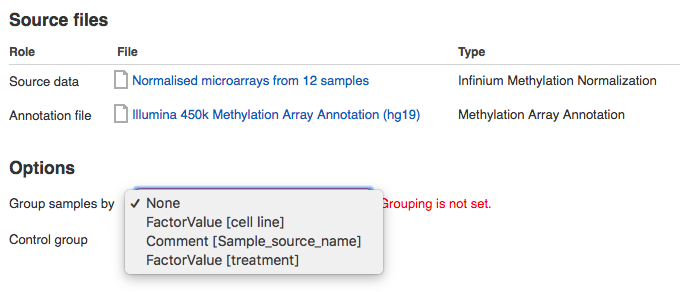 Source files
Role File Type
Source data Normalised microarrays from 12 samples Infinium Methylation Normalization
Annotation file Illumina 450k Methylation Array Annotation (hg19) Methylation Array Annotation
Options
Group samples by ✓ None Grouping is not set.
FactorValue [cell line]
Control group Comment [Sample_source_name]
FactorValue [treatment]